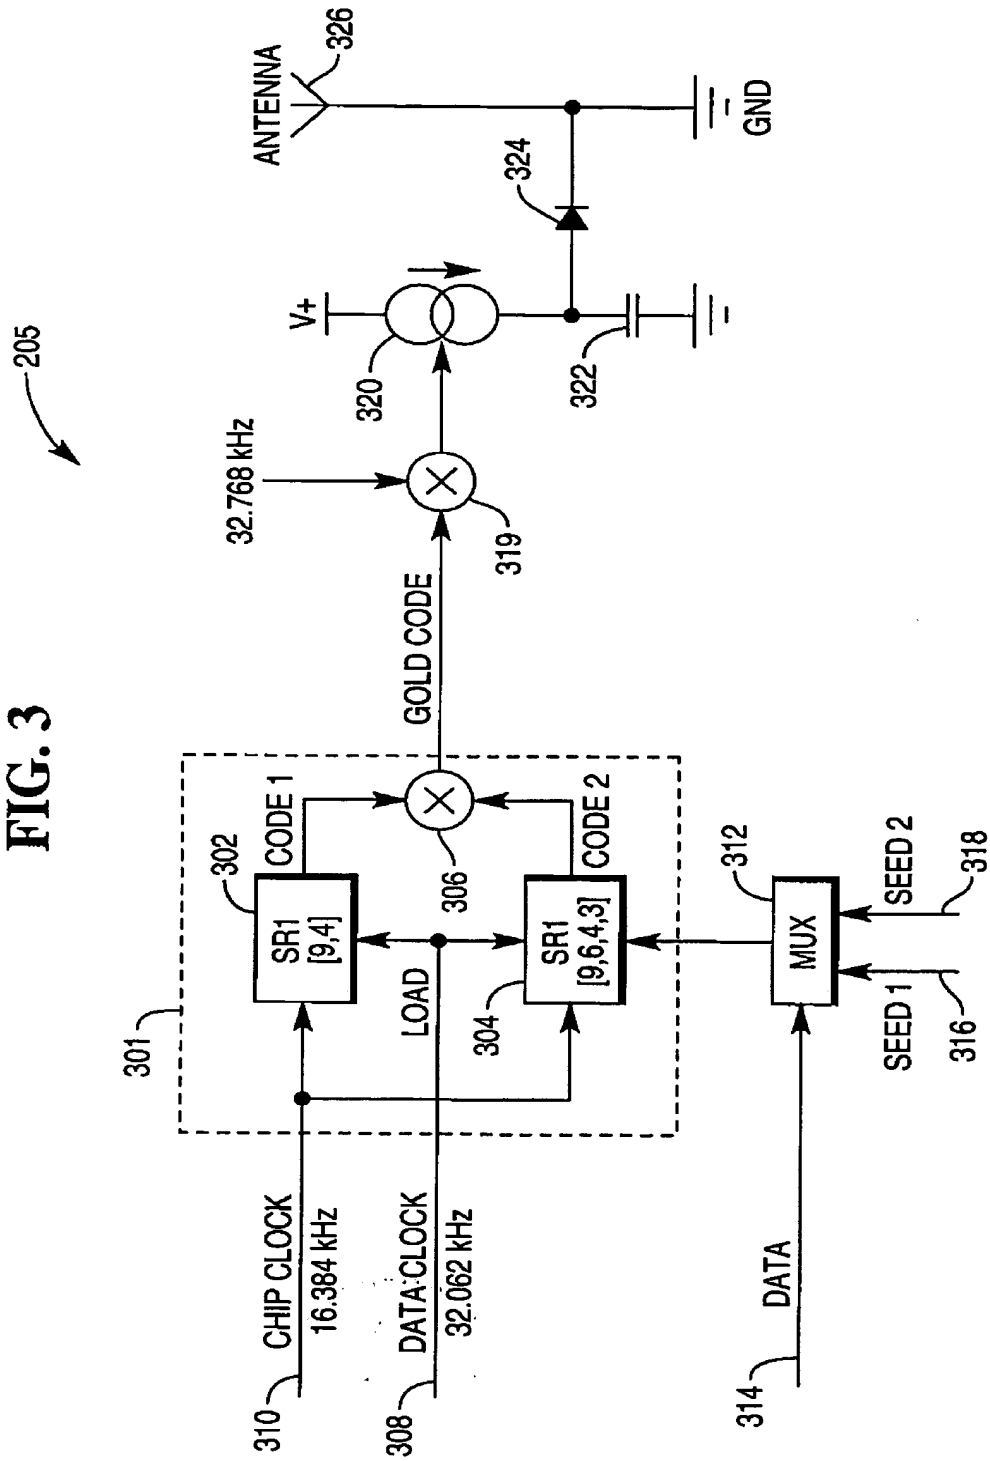 FIG. 3
205
301
310
CHIP CLOCK
16.384 kHz
308
DATA CLOCK
32.062 kHz
314
DATA
302
SR1
[9,4]
CODE 1
LOAD
304
SR1
[9,6,4,3]
CODE 2
306
GOLD CODE
312
MUX
SEED 1
316
SEED 2
318
32.768 kHz
319
V+
320
322
324
ANTENNA
326
GND